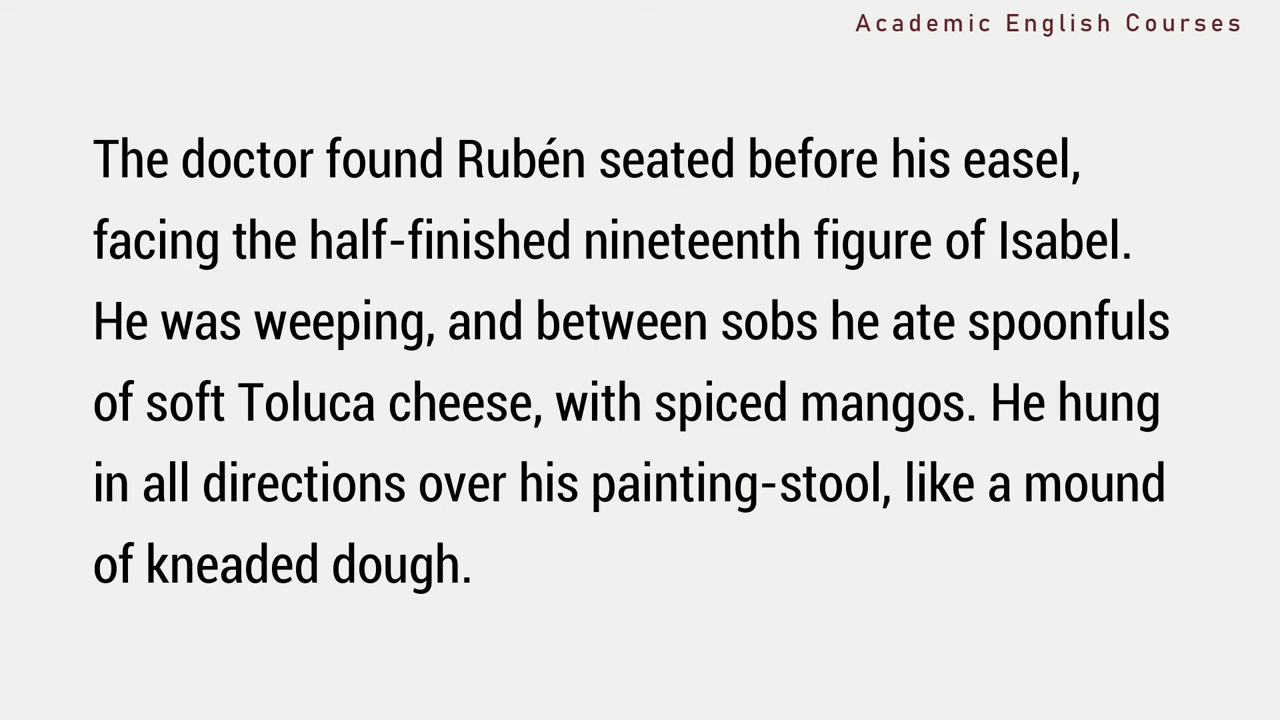 Academic English Courses
The doctor found Rubén seated before his easel,
facing the half-finished nineteenth figure of Isabel.
He was weeping, and between sobs he ate spoonfuls
of soft Toluca cheese, with spiced mangos. He hung
in all directions over his painting-stool, like a mound
of kneaded dough.